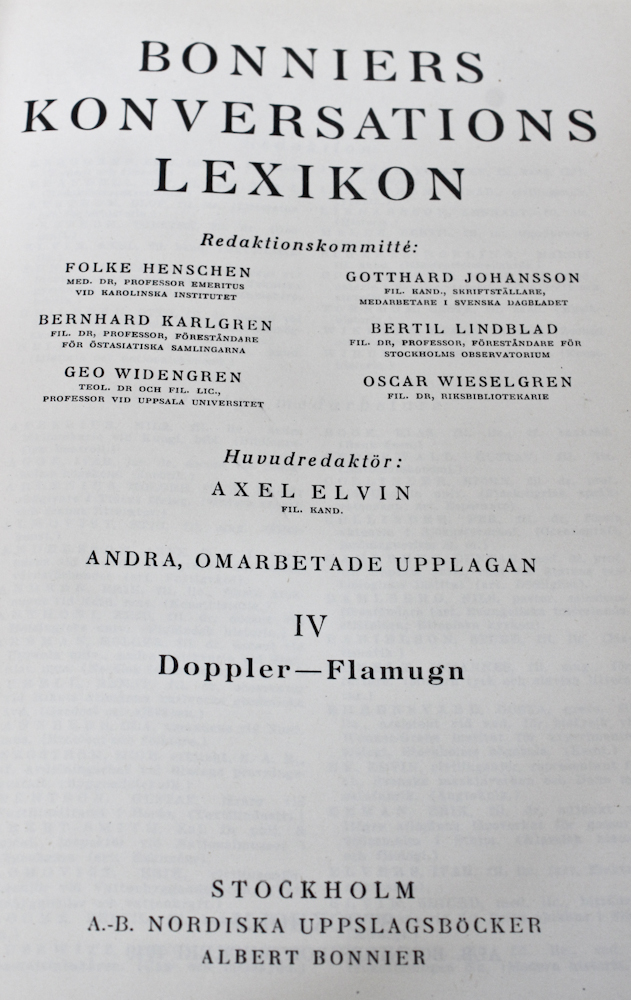 BONNIERS
KONVERSATIONS
LEXIKON
Redaktionskommitté:
FOLKE HENSCHEN
MED. DR, PROFESSOR EMERITUS
VID KAROLINSKA INSTITUTET
BERNHARD KARLGREN
FIL. DR, PROFESSOR, FÖRESTÅNDARE
FÖR ÖSTASIATISKA SAMLINGARNA
GEO WIDENGREN
TEOL. DR OCH FIL. LIC.,
PROFESSOR VID UPPSALA UNIVERSITET
GOTTHARD JOHANSSON
FIL. KAND., SKRIFTSTÄLLARE,
MEDARBETARE I SVENSKA DAGBLADET
BERTIL LINDBLAD
FIL. DR, PROFESSOR, FÖRESTÅNDARE FÖR
STOCKHOLMS OBSERVATORIUM
OSCAR WIESELGREN
FIL. DR, RIKSBIBLIOTEKARIE
Huvudredaktör:
AXEL ELVIN
FIL. KAND.
ANDRA, OMARBETADE UPPLAGAN
IV
Doppler—Flamugn
STOCKHOLM
A.-B. NORDISKA UPPSLAGSBÖCKER
ALBERT BONNIER